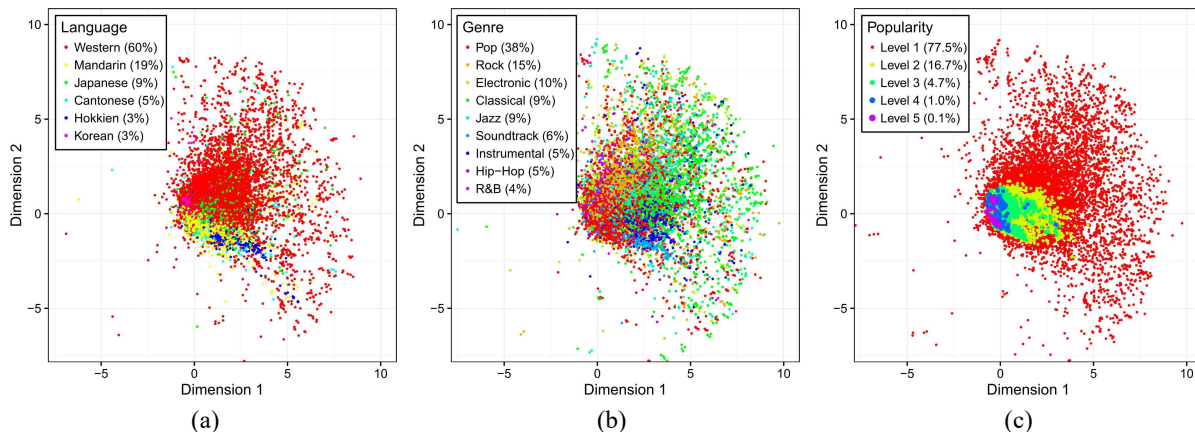 Language
Western (60%)
Mandarin (19%)
Japanese (9%)
Cantonese (5%)
Hokkien (3%)
Korean (3%)
10
5
0
−5
Dimension 2
−5
0
5
10
Dimension 1
(a)
Genre
Pop (38%)
Rock (15%)
Electronic (10%)
Classical (9%)
Jazz (9%)
Soundtrack (6%)
Instrumental (5%)
Hip−Hop (5%)
R&B (4%)
10
5
0
−5
Dimension 2
−5
0
5
10
Dimension 1
(b)
Popularity
Level 1 (77.5%)
Level 2 (16.7%)
Level 3 (4.7%)
Level 4 (1.0%)
Level 5 (0.1%)
10
5
0
−5
Dimension 2
−5
0
5
10
Dimension 1
(c)